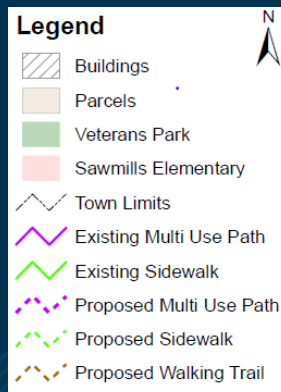 Legend
N
Buildings
Parcels
Veterans Park
Sawmills Elementary
Town Limits
Existing Multi Use Path
Existing Sidewalk
Proposed Multi Use Path
Proposed Sidewalk
Proposed Walking Trail